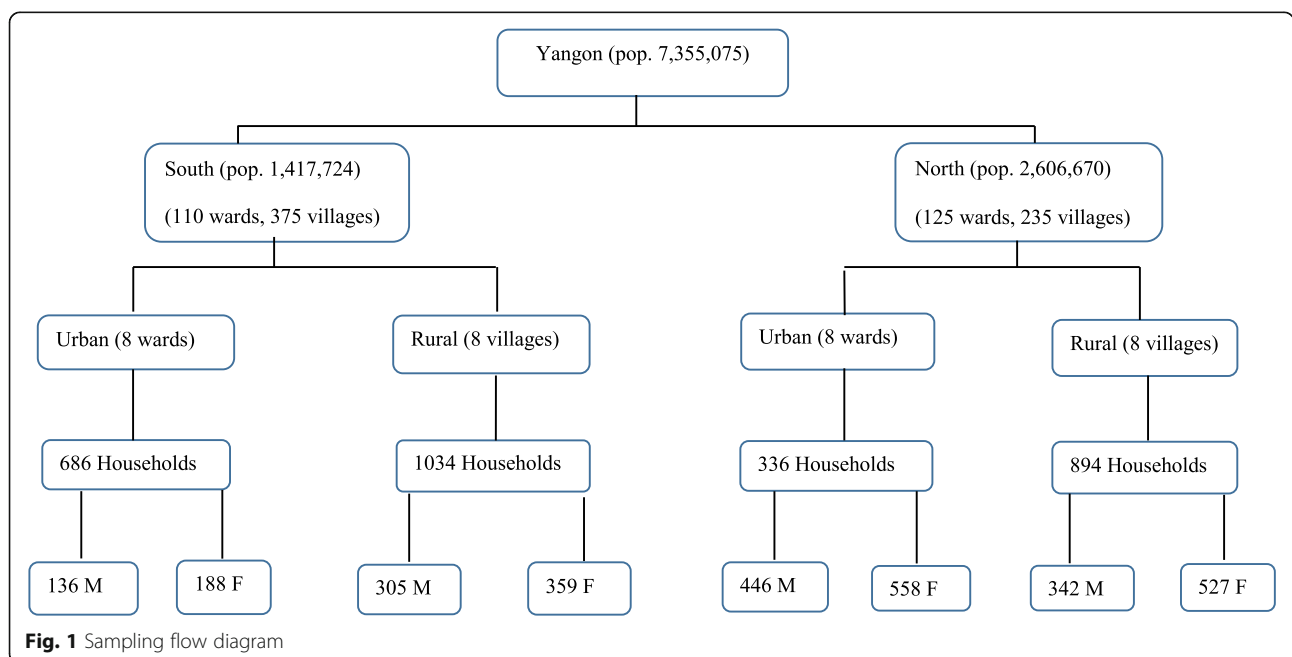 Yangon (pop. 7,355,075)
South (pop. 1,417,724)
(110 wards, 375 villages)
North (pop. 2,606,670)
(125 wards, 235 villages)
Urban (8 wards)
Rural (8 villages)
Urban (8 wards)
Rural (8 villages)
686 Households
1034 Households
336 Households
894 Households
136 M
188 F
305 M
359 F
446 M
558 F
342 M
527 F
Fig. 1 Sampling flow diagram